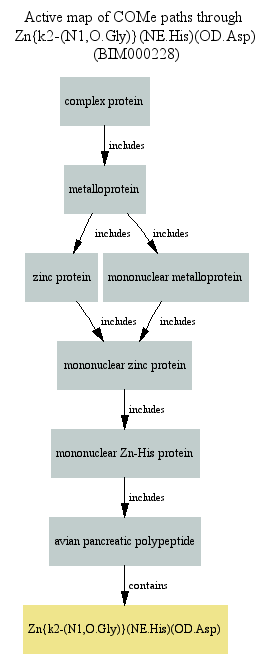 Active map of COMe paths through
Zn{k2-(N1,O.Gly)}(NE.His)(OD.Asp)
(BIM000228)
complex protein
includes
metalloprotein
includes
includes
zinc protein
mononuclear metalloprotein
includes
includes
mononuclear zinc protein
includes
mononuclear Zn-His protein
includes
avian pancreatic polypeptide
contains
Zn{k2-(N1,O.Gly)}(NE.His)(OD.Asp)